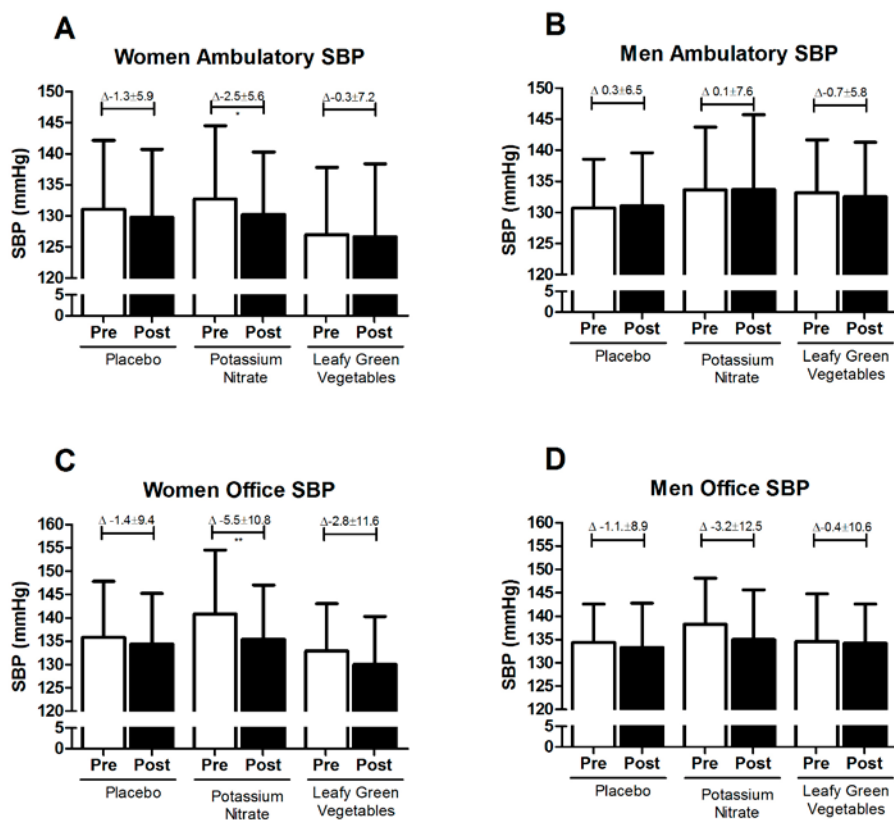 A
Women Ambulatory SBP
Δ-1.3±5.9 Δ-2.5±5.6 Δ-0.3±7.2
*
SBP (mmHg)
150
145
140
135
130
125
120
5
0
Pre Post Pre Post Pre Post
Placebo Potassium Leafy Green
Nitrate Vegetables
B
Men Ambulatory SBP
Δ 0.3±6.5 Δ 0.1±7.6 Δ-0.7±5.8
SBP (mmHg)
150
145
140
135
130
120
5
0
Pre Post Pre Post Pre Post
Placebo Potassium Leafy Green
Nitrate Vegetables
C
Women Office SBP
Δ -1.4±9.4 Δ -5.5±10.8 Δ-2.8±11.6
**
SBP (mmHg)
160
155
150
145
140
135
130
125
120
5
0
Pre Post Pre Post Pre Post
Placebo Potassium Leafy Green
Nitrate Vegetables
D
Men Office SBP
Δ -1.1.±8.9 Δ -3.2±12.5 Δ-0.4±10.6
SBP (mmHg)
160
155
150
145
140
135
130
125
120
5
0
Pre Post Pre Post Pre Post
Placebo Potassium Leafy Green
Nitrate Vegetables